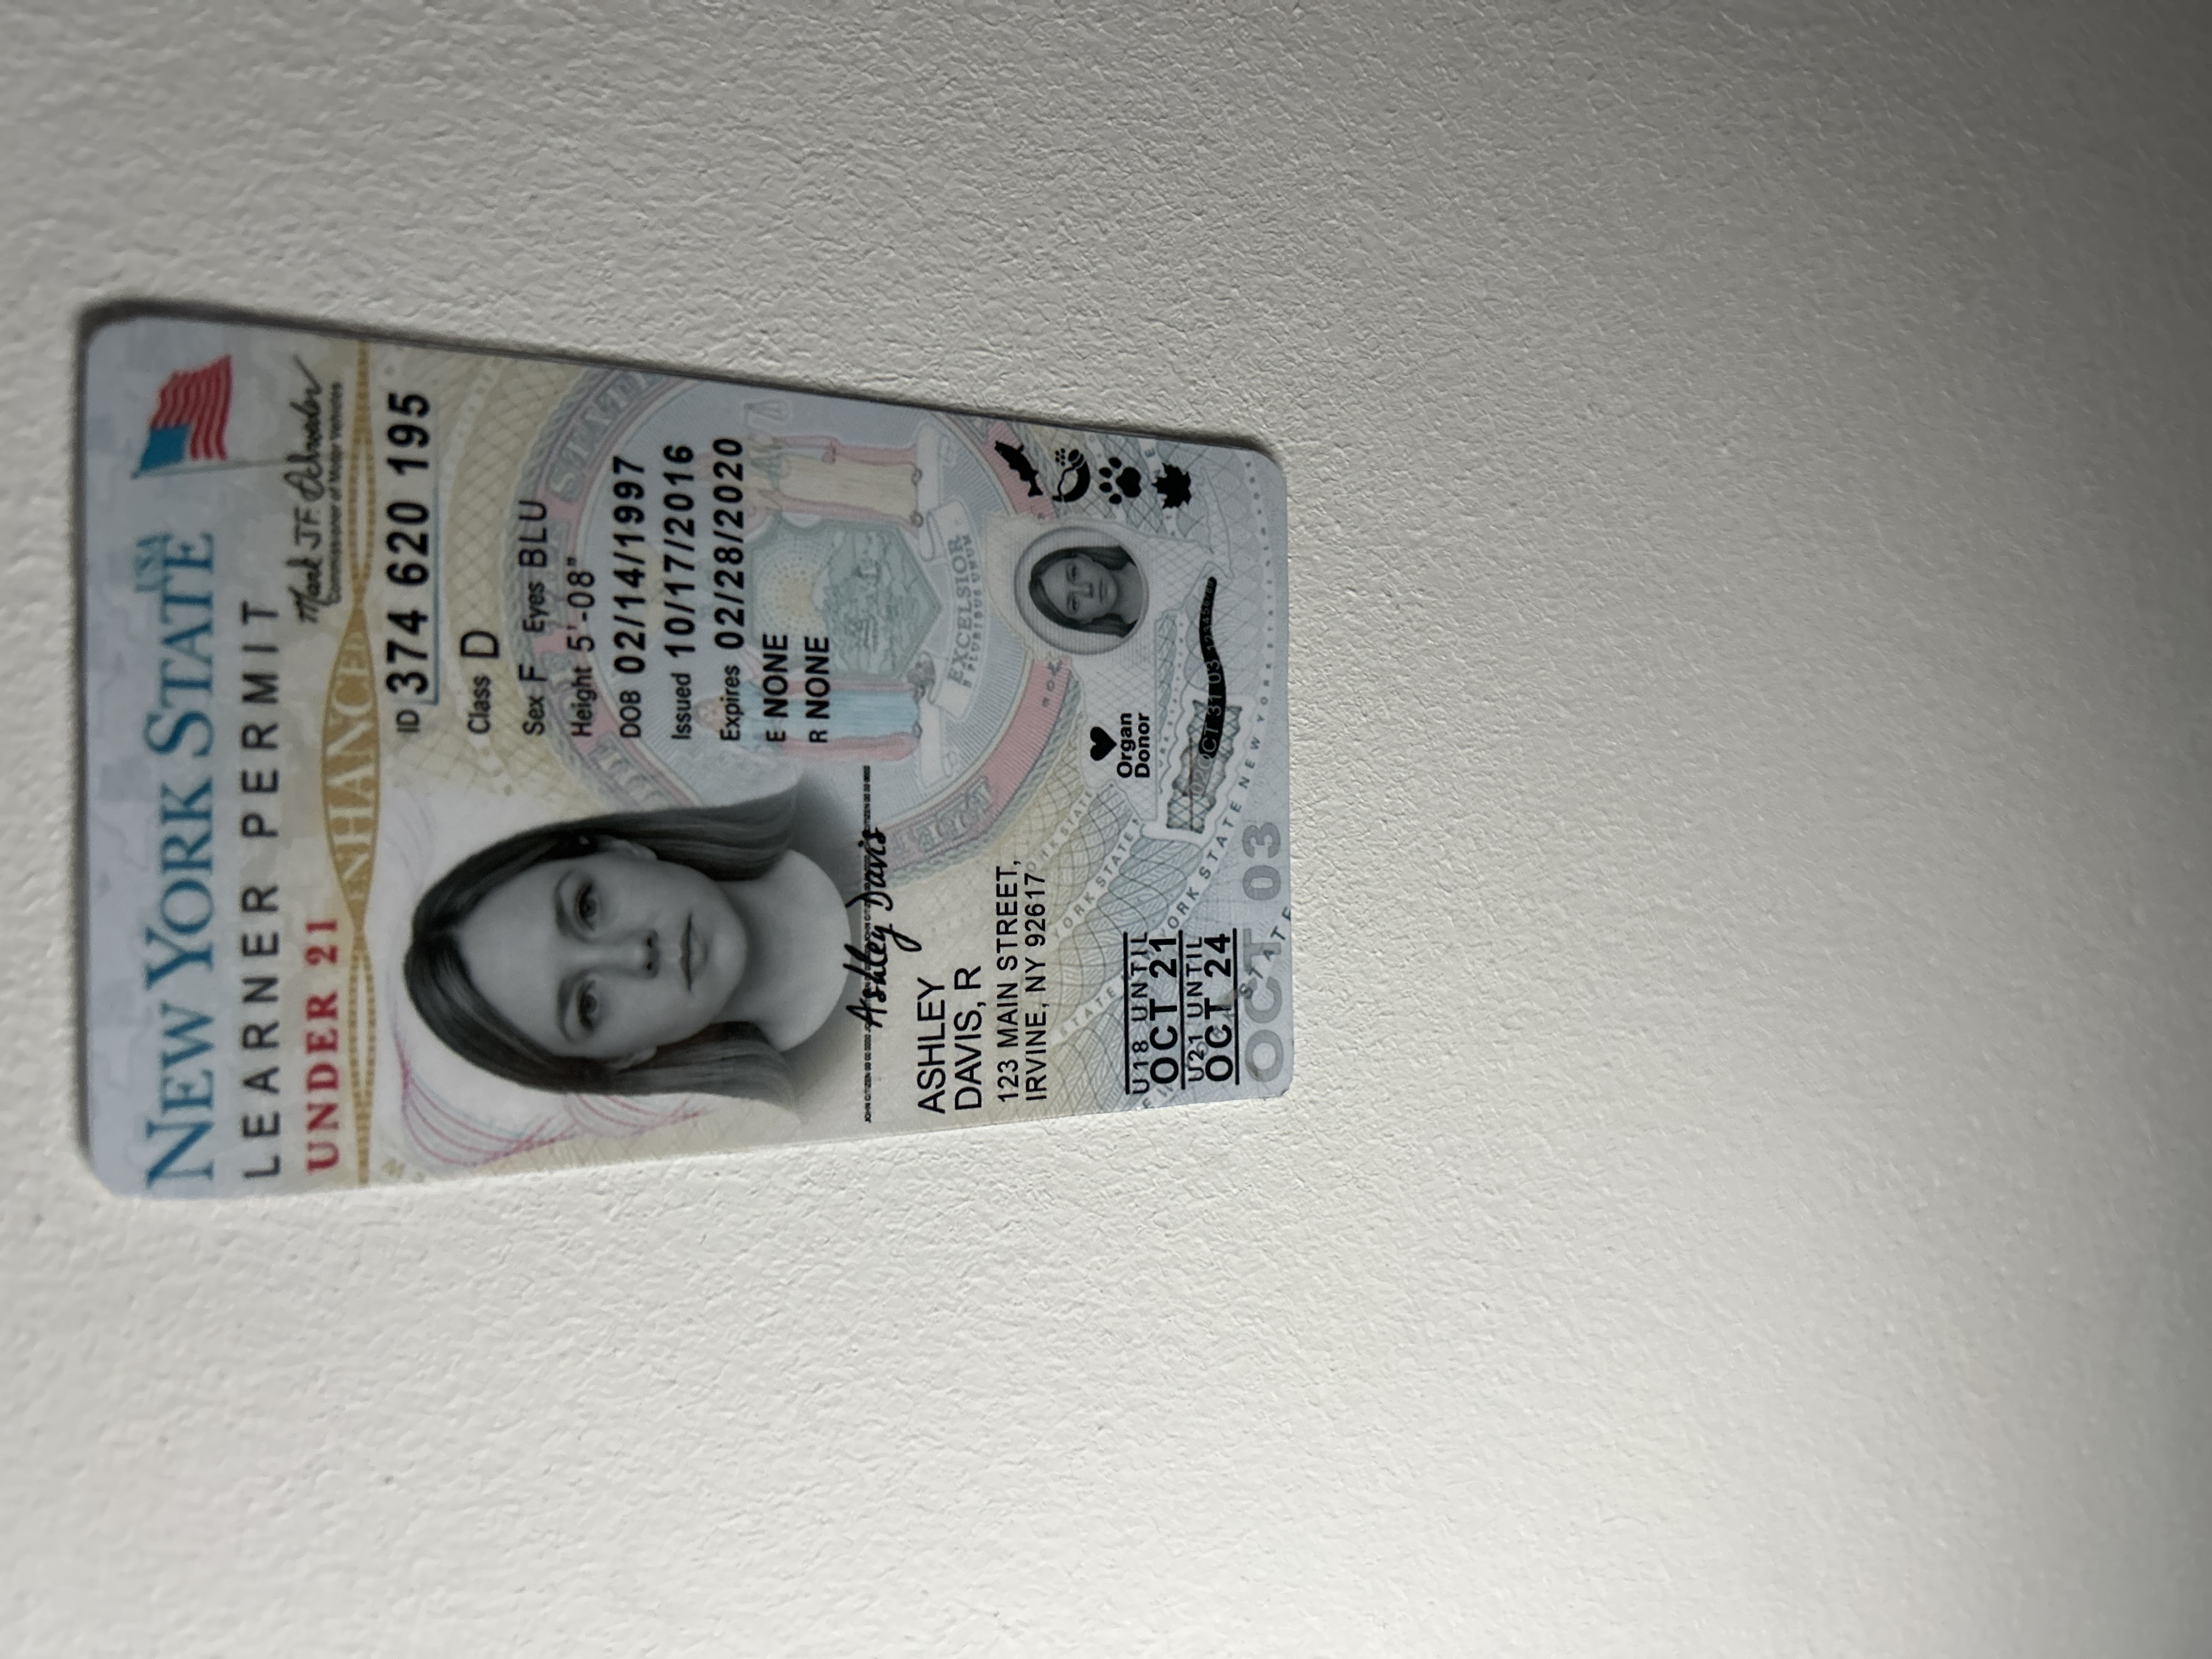 NEW YORK STATE USA
LEARNER PERMIT
UNDER 21
Mark J.F. Schroeder
Commissioner of Motor Vehicles
ENHANCED
ID 374 620 195
Class D
Sex F Eyes BLU
Height 5'-08"
DOB 02/14/1997
Issued 10/17/2016
Expires 02/28/2020
E NONE
R NONE
Ashley Davis
ASHLEY
DAVIS, R
123 MAIN STREET,
IRVINE, NY 92617
EXCELSIOR
E PLURIBUS UNUM
Organ
Donor
U18 UNTIL
OCT 21
U21 UNTIL
OCT 24
OCT 03
OCT 31 03 123456789
STATE NEW YORK STATE